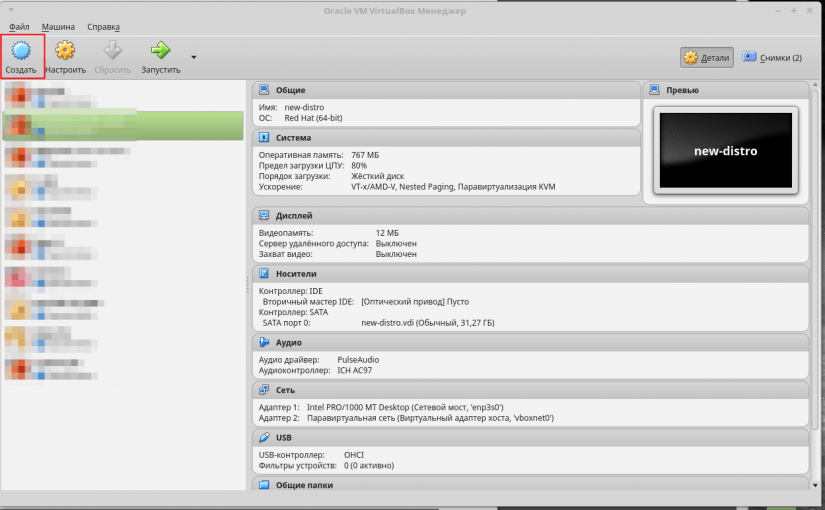 Oracle VM VirtualBox Менеджер
Файл Машина Справка
Создать Настроить Сбросить Запустить Детали Снимки (2)
Общие
Имя: new-distro
ОС: Red Hat (64-bit)
Превью
new-distro
Система
Оперативная память: 767 МБ
Предел загрузки ЦПУ: 80%
Порядок загрузки: Жёсткий диск
Ускорение: VT-x/AMD-V, Nested Paging, Паравиртуализация KVM
Дисплей
Видеопамять: 12 МБ
Сервер удалённого доступа: Выключен
Захват видео: Выключен
Носители
Контроллер: IDE
Вторичный мастер IDE: [Оптический привод] Пусто
Контроллер: SATA
SATA порт 0: new-distro.vdi (Обычный, 31,27 ГБ)
Аудио
Аудио драйвер: PulseAudio
Аудиоконтроллер: ICH AC97
Сеть
Адаптер 1: Intel PRO/1000 MT Desktop (Сетевой мост, 'enp3s0')
Адаптер 2: Паравиртуальная сеть (Виртуальный адаптер хоста, 'vboxnet0')
USB
USB-контроллер: OHCI
Фильтры устройств: 0 (0 активно)
Общие папки